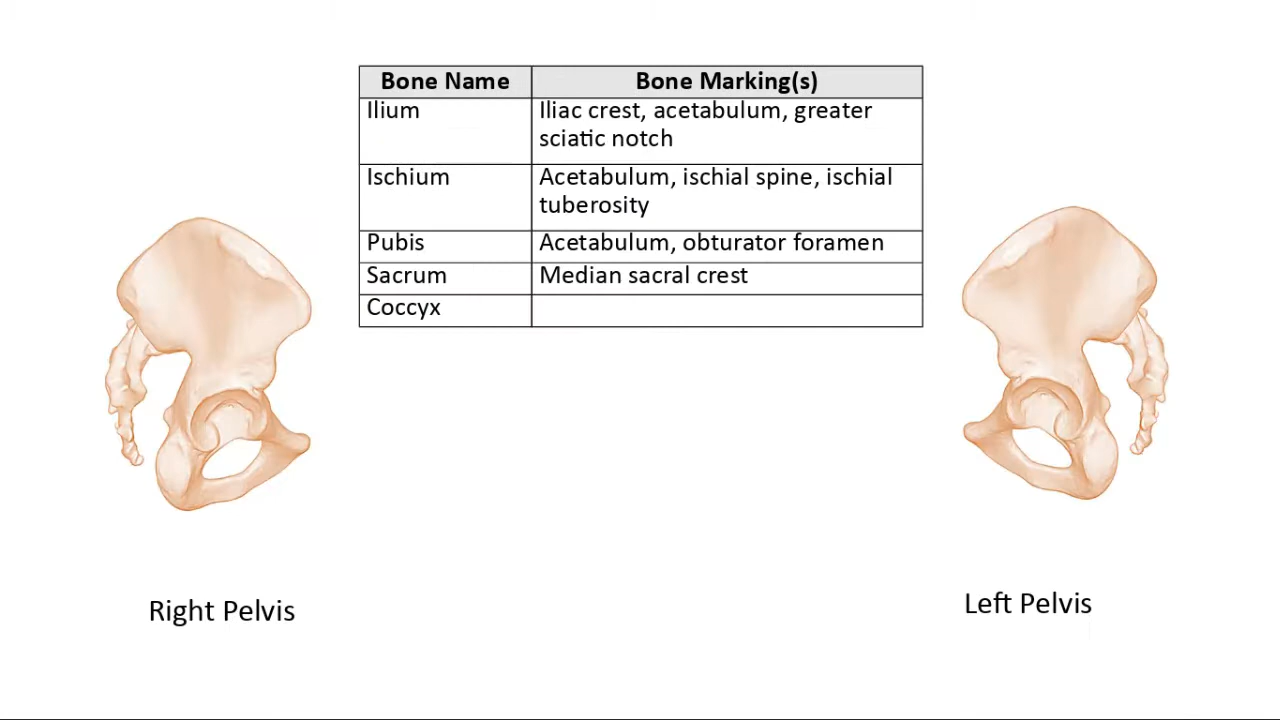 Bone Name Bone Marking(s)
Ilium Iliac crest, acetabulum, greater
sciatic notch
Ischium Acetabulum, ischial spine, ischial
tuberosity
Pubis Acetabulum, obturator foramen
Sacrum Median sacral crest
Coccyx
Right Pelvis
Left Pelvis